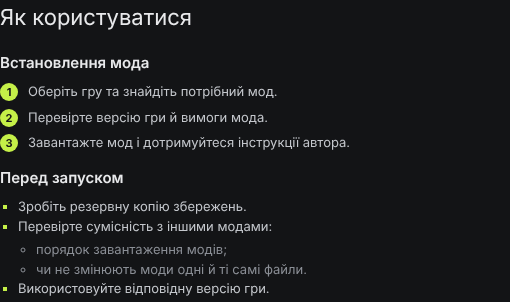 Як користуватися
Встановлення мода
1 Оберіть гру та знайдіть потрібний мод.
2 Перевірте версію гри й вимоги мода.
3 Завантажте мод і дотримуйтеся інструкції автора.
Перед запуском
Зробіть резервну копію збережень.
Перевірте сумісність з іншими модами:
порядок завантаження модів;
чи не змінюють моди одні й ті самі файли.
Використовуйте відповідну версію гри.